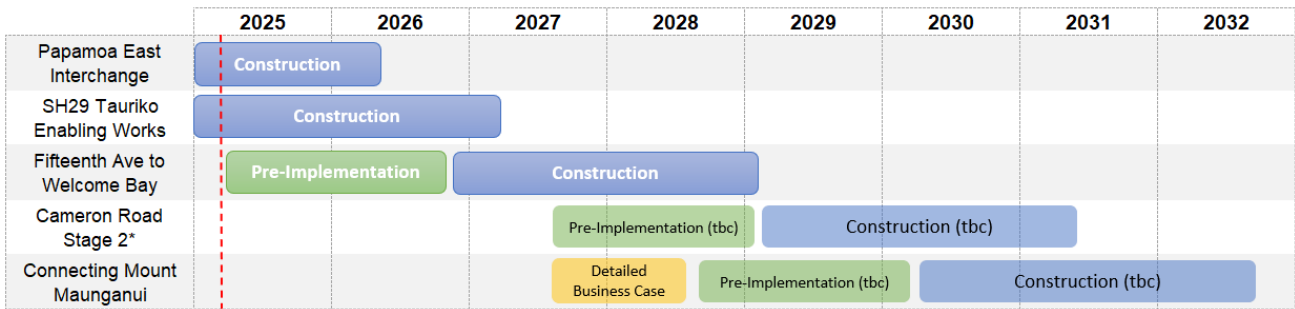 2025 2026 2027 2028 2029 2030 2031 2032
Papamoa East
Interchange
Construction
SH29 Tauriko
Enabling Works
Construction
Fifteenth Ave to
Welcome Bay
Pre-Implementation
Construction
Cameron Road
Stage 2*
Pre-Implementation (tbc)
Construction (tbc)
Connecting Mount
Maunganui
Detailed
Business Case
Pre-Implementation (tbc)
Construction (tbc)